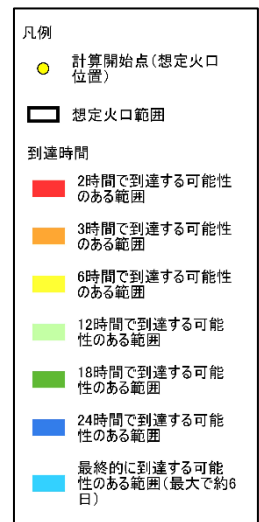 凡例
計算開始点(想定火口
位置)
想定火口範囲
到達時間
2時間で到達する可能性
のある範囲
3時間で到達する可能性
のある範囲
6時間で到達する可能性
のある範囲
12時間で到達する可能
性のある範囲
18時間で到達する可能
性のある範囲
24時間で到達する可能
性のある範囲
最終的に到達する可能
性のある範囲(最大で約6
日)